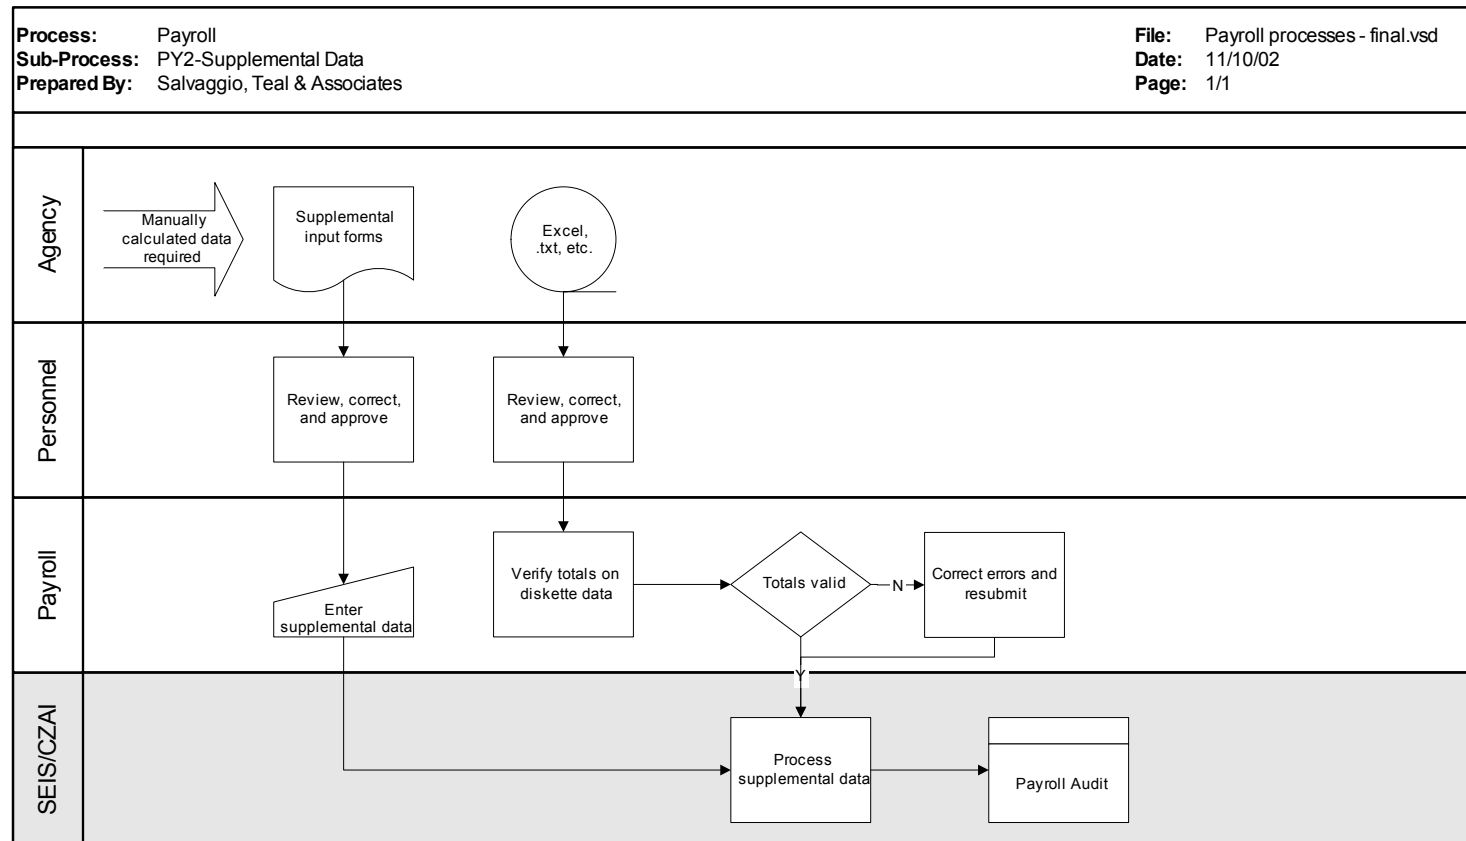 Process: Payroll
Sub-Process: PY2-Supplemental Data
Prepared By: Salvaggio, Teal & Associates
File: Payroll processes - final.vsd
Date: 11/10/02
Page: 1/1
Agency
Manually
calculated data
required
Supplemental
input forms
Excel,
.txt, etc.
Personnel
Review, correct,
and approve
Review, correct,
and approve
Payroll
Enter
supplemental data
Verify totals on
diskette data
Totals valid
N
Correct errors and
resubmit
Y
SEIS/CZAI
Process
supplemental data
Payroll Audit